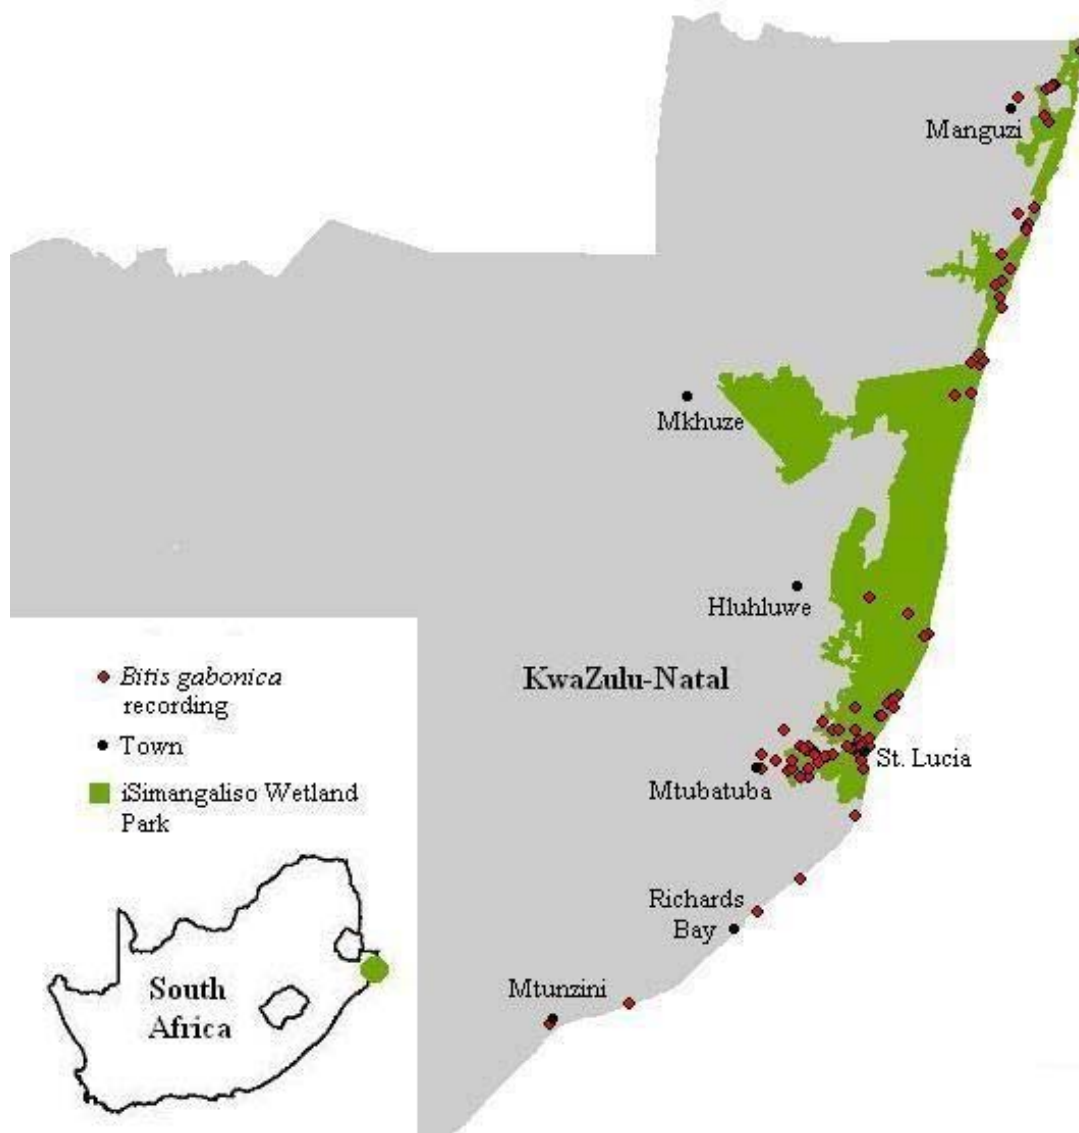 Manguzi
Mkhuze
Hluhluwe
KwaZulu-Natal
St. Lucia
Mtubatuba
Richards
Bay
Mtunzini
Bitis gabonica
recording
Town
iSimangaliso Wetland
Park
South
Africa